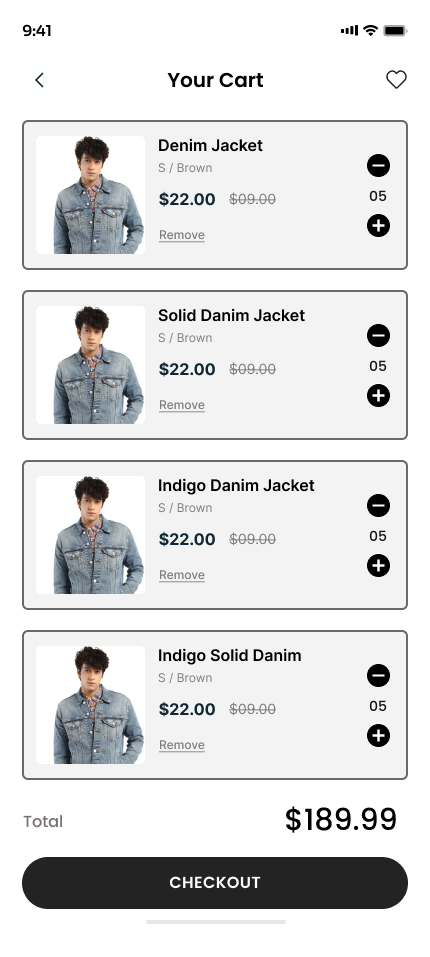 9:41
Your Cart
Denim Jacket
S / Brown
$22.00 $09.00
Remove
05
Solid Danim Jacket
S / Brown
$22.00 $09.00
Remove
05
Indigo Danim Jacket
S / Brown
$22.00 $09.00
Remove
05
Indigo Solid Danim
S / Brown
$22.00 $09.00
Remove
05
Total $189.99
CHECKOUT